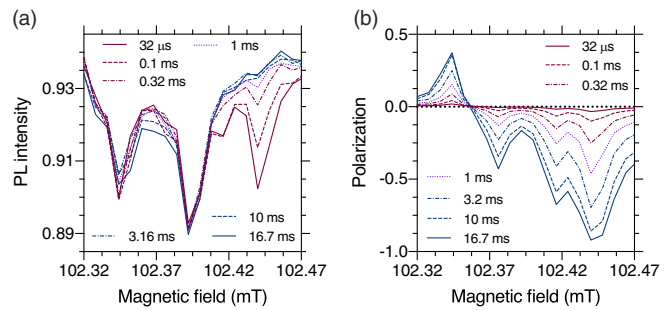 (a)
PL intensity
0.93
0.91
0.89
32 μs
1 ms
0.1 ms
0.32 ms
10 ms
3.16 ms
16.7 ms
102.32
102.37
102.42
102.47
Magnetic field (mT)
(b)
Polarization
0.5
0.0
-0.5
-1.0
32 μs
0.1 ms
0.32 ms
1 ms
3.2 ms
10 ms
16.7 ms
102.32
102.37
102.42
102.47
Magnetic field (mT)